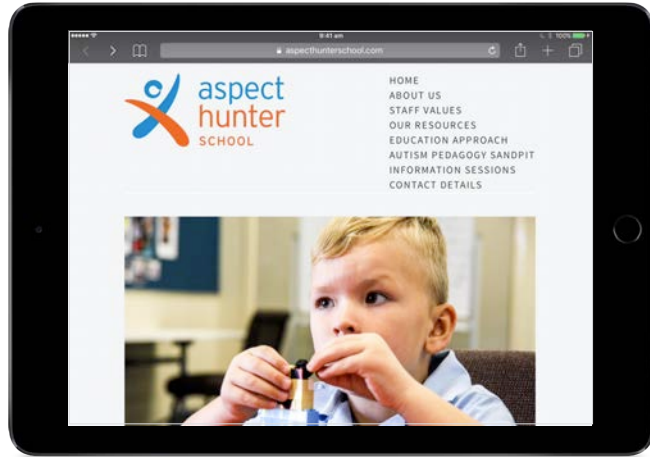 9:41 am
100%
aspecthunterschool.com
aspect
hunter
SCHOOL
HOME
ABOUT US
STAFF VALUES
OUR RESOURCES
EDUCATION APPROACH
AUTISM PEDAGOGY SANDPIT
INFORMATION SESSIONS
CONTACT DETAILS